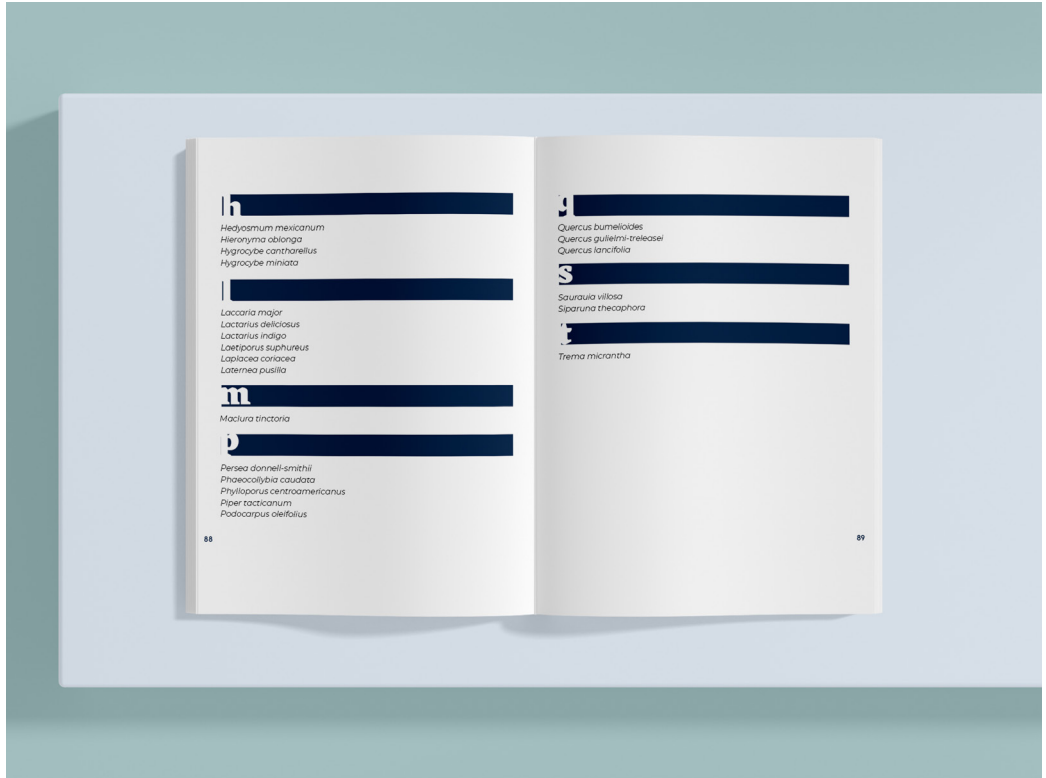 h
Hedyosmum mexicanum
Hieronyma oblonga
Hygrocybe cantharellus
Hygrocybe miniata
l
Laccaria major
Lactarius deliciosus
Lactarius indigo
Laetiporus suphureus
Laplacea coriacea
Laternea pusilla
m
Maclura tinctoria
p
Persea donnell-smithii
Phaeocollybia caudata
Phylloporus centroamericanus
Piper tacticanum
Podocarpus oleifolius
88
q
Quercus bumelioides
Quercus gulielmi-treleasei
Quercus lancifolia
s
Saurauia villosa
Siparuna thecaphora
t
Trema micrantha
89